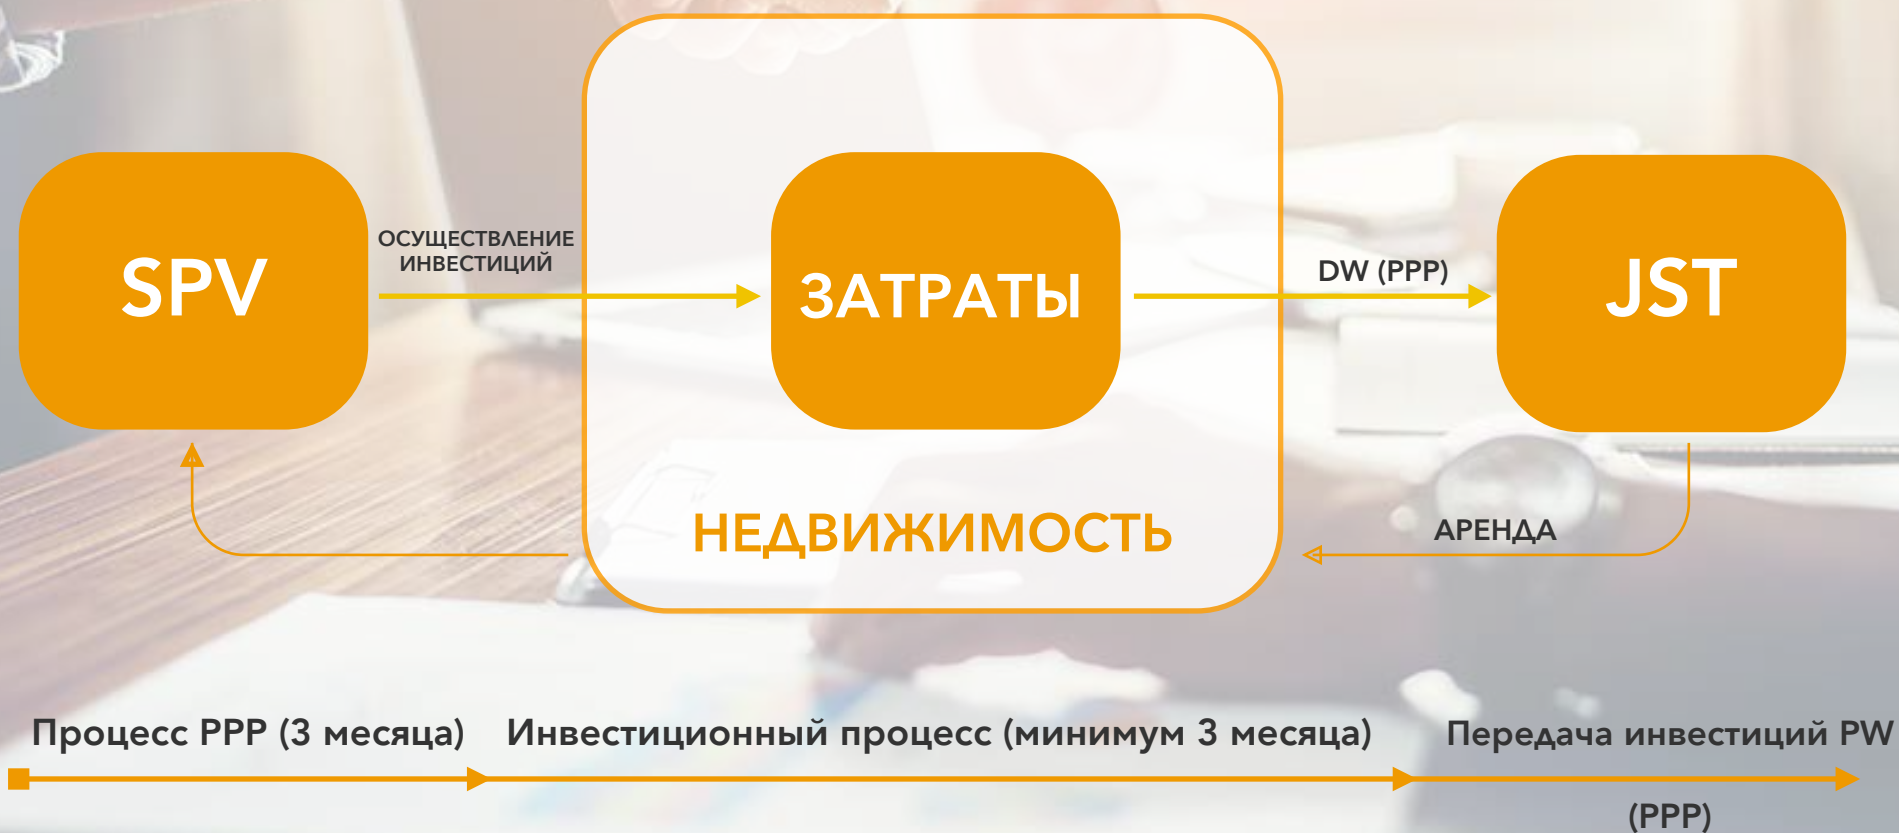 SPV
ОСУЩЕСТВЛЕНИЕ
ИНВЕСТИЦИЙ
ЗАТРАТЫ
DW (PPP)
JST
НЕДВИЖИМОСТЬ
АРЕНДА
Процесс PPP (3 месяца)
Инвестиционный процесс (минимум 3 месяца)
Передача инвестиций PW
(PPP)